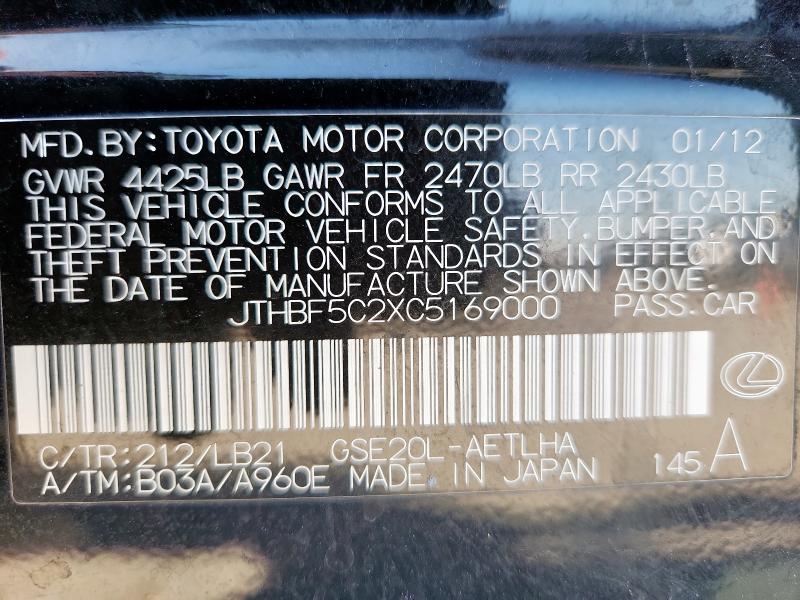 MFD.BY:TOYOTA MOTOR CORPORATION 01/12
GVWR 4425LB GAWR FR 2470LB RR 2430LB
THIS VEHICLE CONFORMS TO ALL APPLICABLE
FEDERAL MOTOR VEHICLE SAFETY,BUMPER,AND
THEFT PREVENTION STANDARDS IN EFFECT ON
THE DATE OF MANUFACTURE SHOWN ABOVE.
JTHBF5C2XC5169000 PASS.CAR
C/TR:212/LB21 GSE20L-AETLHA
A/TM:B03A/A960E MADE IN JAPAN 145 A